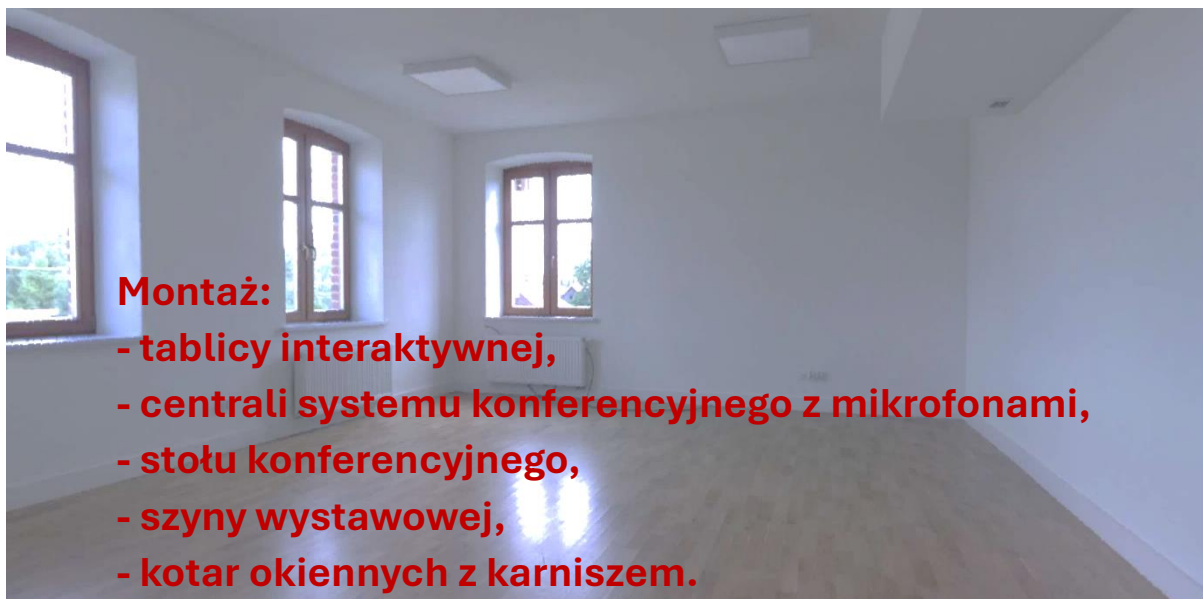 Montaż:
- tablicy interaktywnej,
- centrali systemu konferencyjnego z mikrofonami,
- stołu konferencyjnego,
- szyny wystawowej,
- kotar okiennych z karniszem.